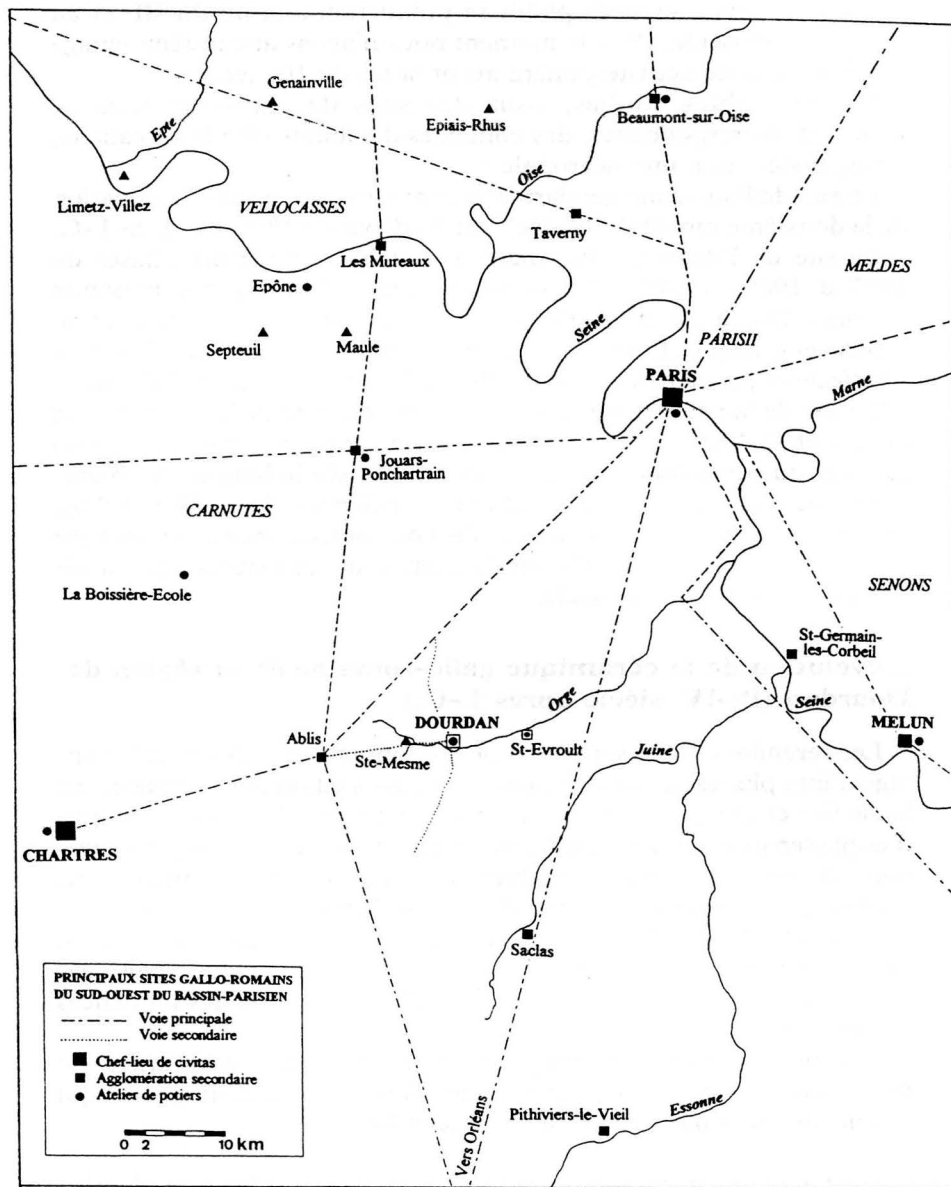 Genainville
Epiais-Rhus
Beaumont-sur-Oise
Epte
Oise
Limetz-Villez
VELIOCASSES
Taverny
Les Mureaux
MELDES
Epône
Seine
Septeuil
Maule
PARISII
PARIS
Marne
Jouars-
Ponchartrain
CARNUTES
La Boissière-Ecole
SENONS
St-Germain-
les-Corbeil
Orge
Seine
Ablis
DOURDAN
Ste-Mesme
St-Evroult
Juine
MELUN
CHARTRES
Saclas
PRINCIPAUX SITES GALLO-ROMAINS
DU SUD-OUEST DU BASSIN-PARISIEN
Voie principale
Voie secondaire
Chef-lieu de civitas
Agglomération secondaire
Atelier de potiers
0 2 10 km
Vers Orléans
Pithiviers-le-Vieil
Essonne